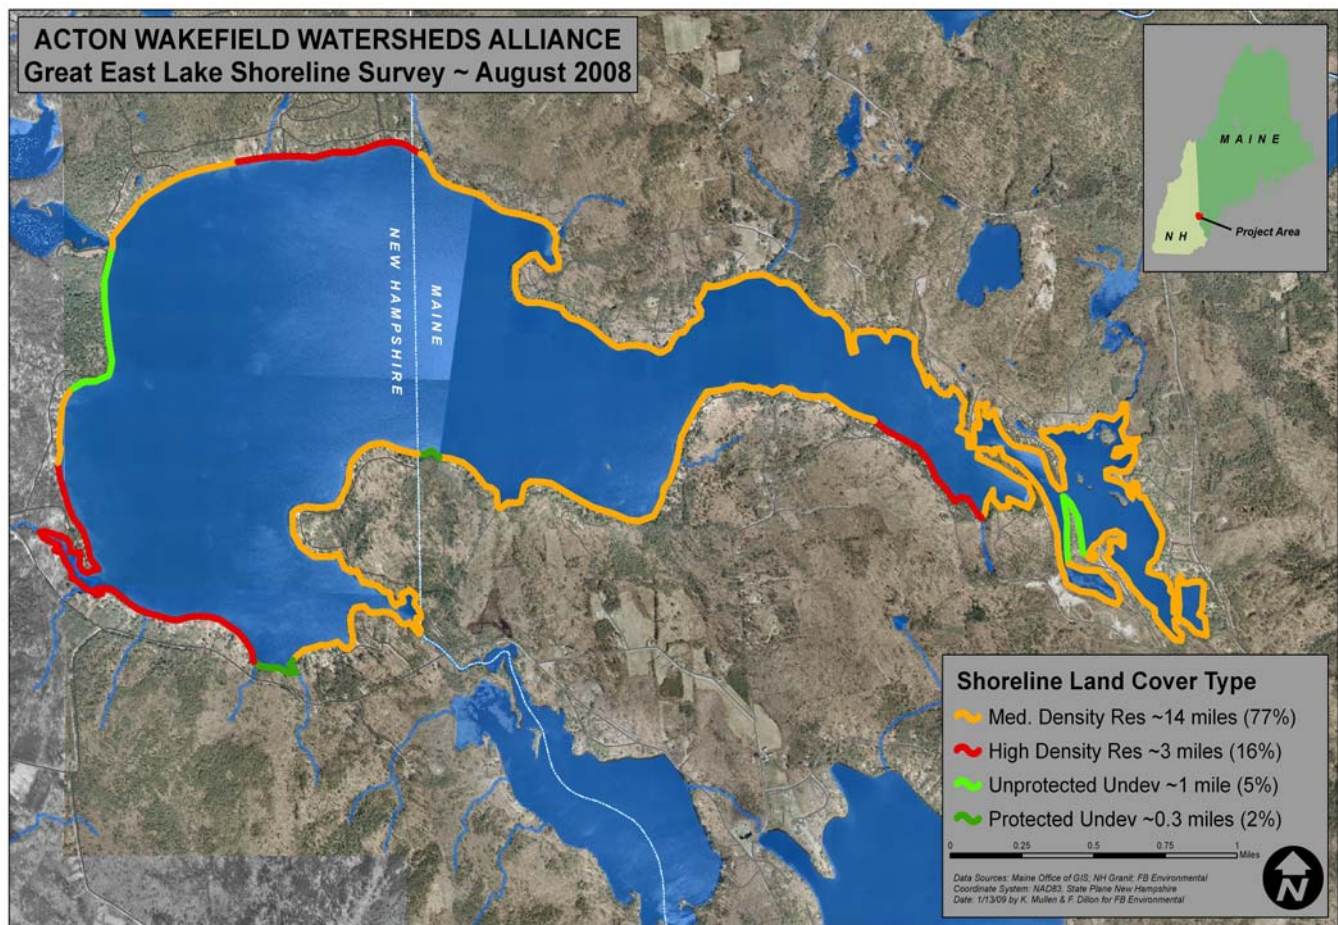 ACTON WAKEFIELD WATERSHEDS ALLIANCE
Great East Lake Shoreline Survey ~ August 2008
MAINE
NH
Project Area
NEW HAMPSHIRE
MAINE
Shoreline Land Cover Type
Med. Density Res ~14 miles (77%)
High Density Res ~3 miles (16%)
Unprotected Undev ~1 mile (5%)
Protected Undev ~0.3 miles (2%)
0 0.25 0.5 0.75 1
Miles
Data Sources: Maine Office of GIS; NH Granit: FB Environmental
Coordinate System: NAD83, State Plane New Hampshire
Date: 1/13/09 by K. Mullen & F. Dillon for FB Environmental
N